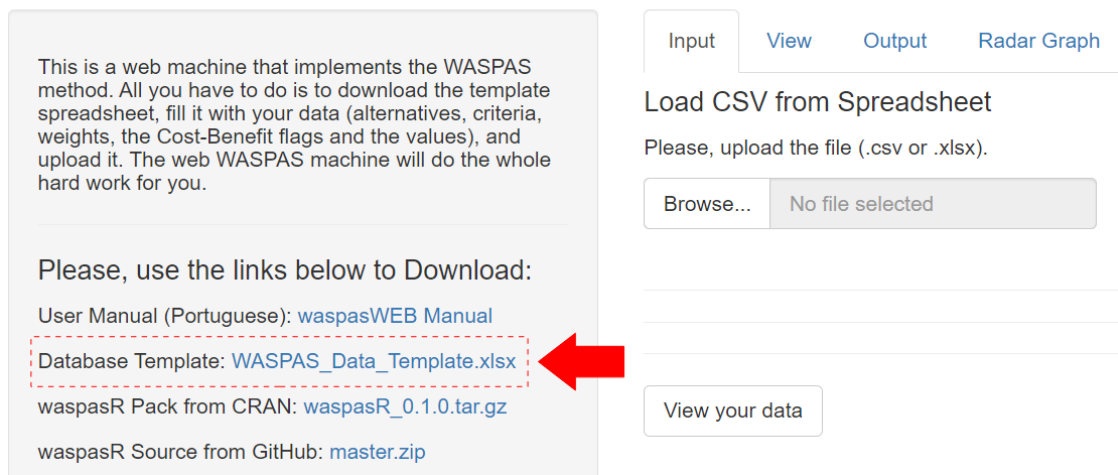 This is a web machine that implements the WASPAS
method. All you have to do is to download the template
spreadsheet, fill it with your data (alternatives, criteria,
weights, the Cost-Benefit flags and the values), and
upload it. The web WASPAS machine will do the whole
hard work for you.
Please, use the links below to Download:
User Manual (Portuguese): waspasWEB Manual
Database Template: WASPAS_Data_Template.xlsx
waspasR Pack from CRAN: waspasR_0.1.0.tar.gz
waspasR Source from GitHub: master.zip
Input View Output Radar Graph
Load CSV from Spreadsheet
Please, upload the file (.csv or .xlsx).
Browse... No file selected
View your data